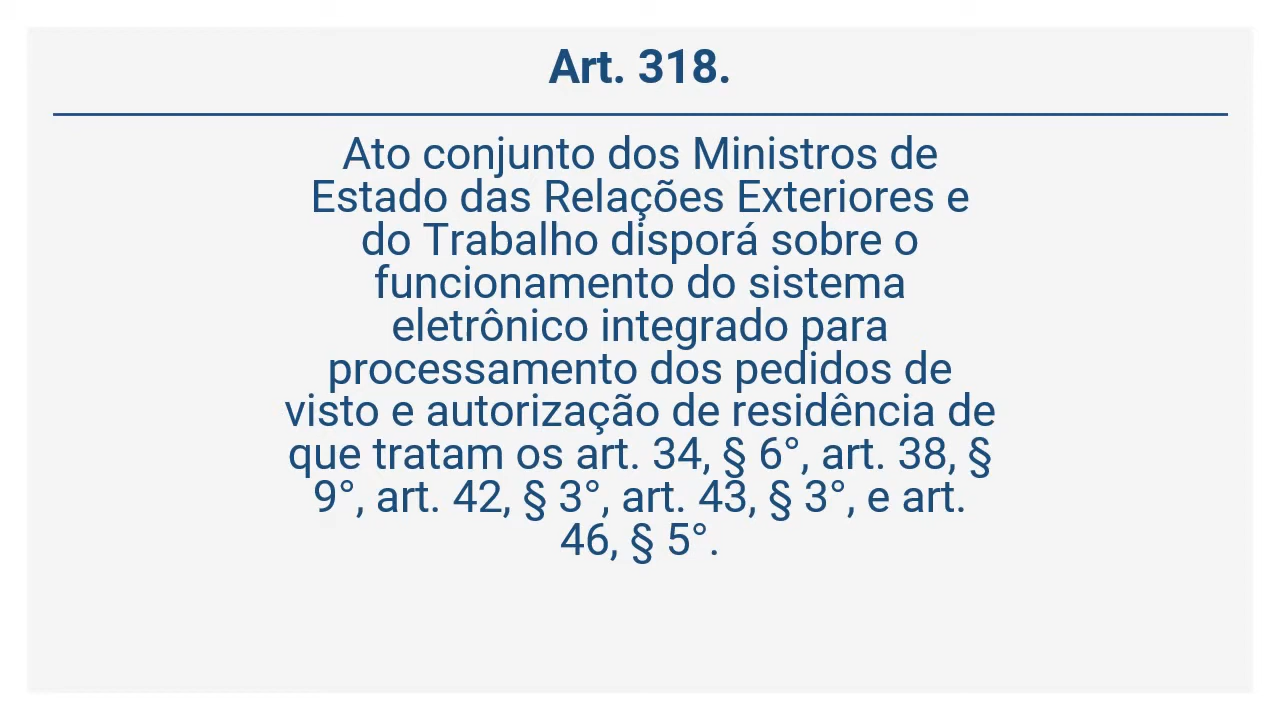 Art. 318.
Ato conjunto dos Ministros de
Estado das Relações Exteriores e
do Trabalho disporá sobre o
funcionamento do sistema
eletrônico integrado para
processamento dos pedidos de
visto e autorização de residência de
que tratam os art. 34, § 6°, art. 38, §
9°, art. 42, § 3°, art. 43, § 3°, e art.
46, § 5°.